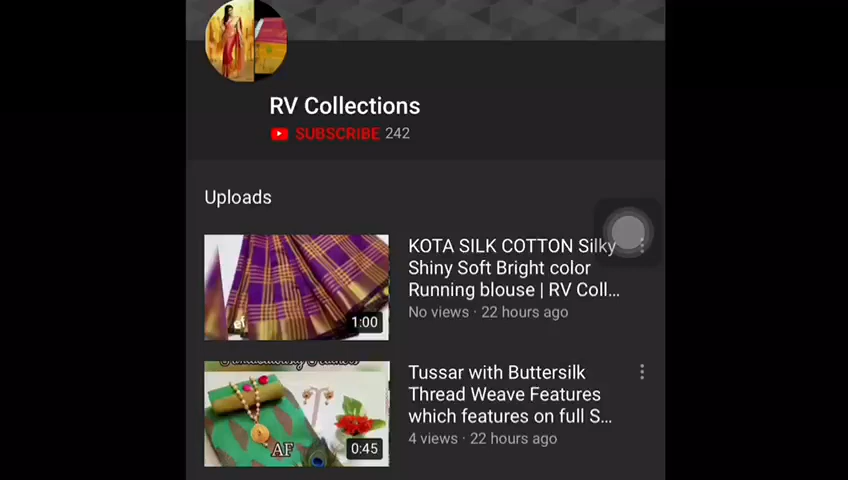 RV Collections
SUBSCRIBE 242
Uploads
KOTA SILK COTTON Silky
Shiny Soft Bright color
Running blouse | RV Coll...
No views · 22 hours ago
1:00
Tussar with Buttersilk
Thread Weave Features
which features on full S...
4 views · 22 hours ago
AF
0:45